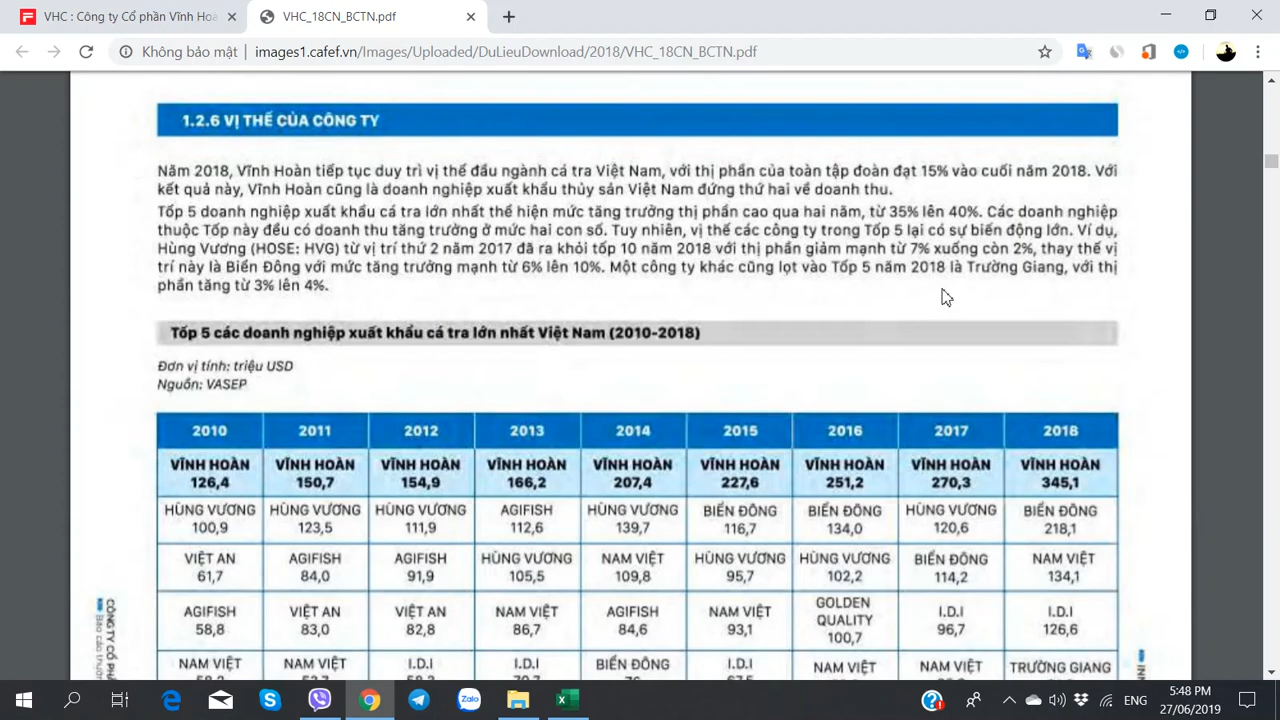 VHC : Công ty Cổ phần Vĩnh Hoà
VHC_18CN_BCTN.pdf
Không bảo mật
images1.cafef.vn/Images/Uploaded/DuLieuDownload/2018/VHC_18CN_BCTN.pdf
1.2.6 VỊ THẾ CỦA CÔNG TY
Năm 2018, Vĩnh Hoàn tiếp tục duy trì vị thế đầu ngành cá tra Việt Nam, với thị phần của toàn tập đoàn đạt 15% vào cuối năm 2018. Với
kết quả này, Vĩnh Hoàn cũng là doanh nghiệp xuất khẩu thủy sản Việt Nam đứng thứ hai về doanh thu.
Tốp 5 doanh nghiệp xuất khẩu cá tra lớn nhất thể hiện mức tăng trưởng thị phần cao qua hai năm, từ 35% lên 40%. Các doanh nghiệp
thuộc Tốp này đều có doanh thu tăng trưởng ở mức hai con số. Tuy nhiên, vị thế các công ty trong Tốp 5 lại có sự biến động lớn. Ví dụ,
Hùng Vương (HOSE: HVG) từ vị trí thứ 2 năm 2017 đã ra khỏi tốp 10 năm 2018 với thị phần giảm mạnh từ 7% xuống còn 2%, thay thế vị
trí này là Biển Đông với mức tăng trưởng mạnh từ 6% lên 10%. Một công ty khác cũng lọt vào Tốp 5 năm 2018 là Trường Giang, với thị
phần tăng từ 3% lên 4%.
Tốp 5 các doanh nghiệp xuất khẩu cá tra lớn nhất Việt Nam (2010-2018)
Đơn vị tính: triệu USD
Nguồn: VASEP
2010 2011 2012 2013 2014 2015 2016 2017 2018
VĨNH HOÀN VĨNH HOÀN VĨNH HOÀN VĨNH HOÀN VĨNH HOÀN VĨNH HOÀN VĨNH HOÀN VĨNH HOÀN VĨNH HOÀN
126,4 150,7 154,9 166,2 207,4 227,6 251,2 270,3 345,1
HÙNG VƯƠNG HÙNG VƯƠNG HÙNG VƯƠNG AGIFISH HÙNG VƯƠNG BIỂN ĐÔNG BIỂN ĐÔNG HÙNG VƯƠNG BIỂN ĐÔNG
100,9 123,5 111,9 112,6 139,7 116,7 134,0 120,6 218,1
VIỆT AN AGIFISH AGIFISH HÙNG VƯƠNG NAM VIỆT HÙNG VƯƠNG HÙNG VƯƠNG BIỂN ĐÔNG NAM VIỆT
61,7 84,0 91,9 105,5 109,8 95,7 102,2 114,2 134,1
AGIFISH VIỆT AN VIỆT AN NAM VIỆT AGIFISH NAM VIỆT GOLDEN QUALITY I.D.I I.D.I
58,8 83,0 82,8 86,7 84,6 93,1 100,7 96,7 126,6
NAM VIỆT NAM VIỆT I.D.I I.D.I BIỂN ĐÔNG I.D.I NAM VIỆT NAM VIỆT TRƯỜNG GIANG
CÔNG TY CỔ PH
Báo cáo thườn
Zalo
ENG
5:48 PM
27/06/2019